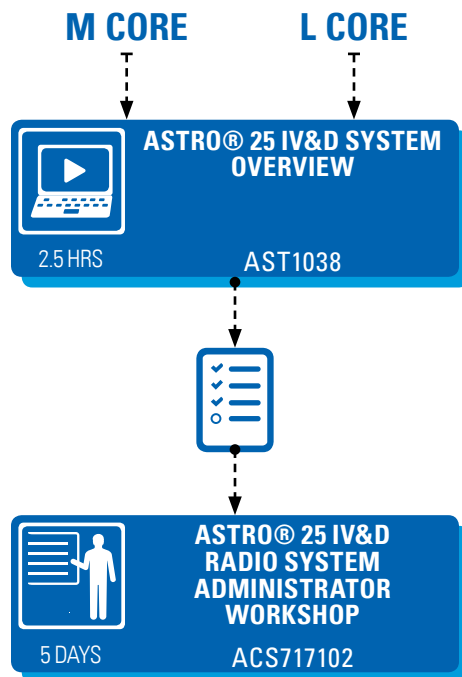 M CORE
L CORE
ASTRO® 25 IV&D SYSTEM
OVERVIEW
2.5 HRS
AST1038
ASTRO® 25 IV&D
RADIO SYSTEM
ADMINISTRATOR
WORKSHOP
5 DAYS
ACS717102